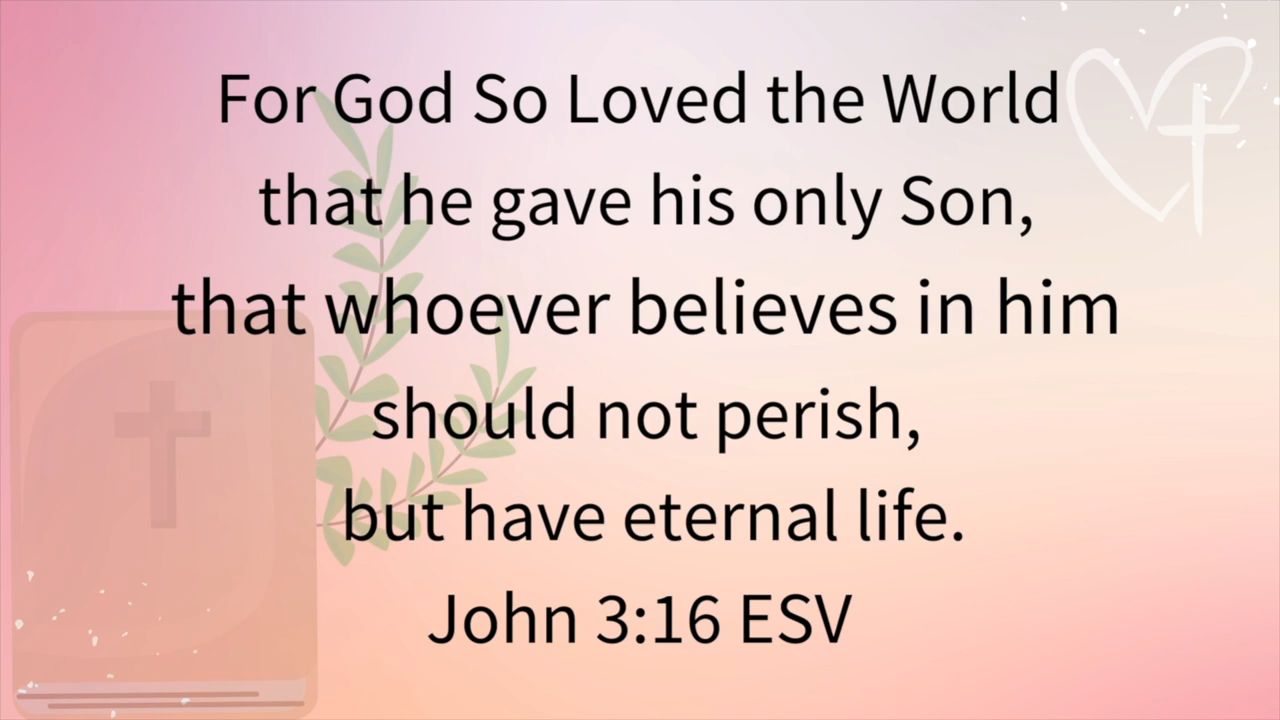 For God So Loved the World
that he gave his only Son,
that whoever believes in him
should not perish,
but have eternal life.
John 3:16 ESV